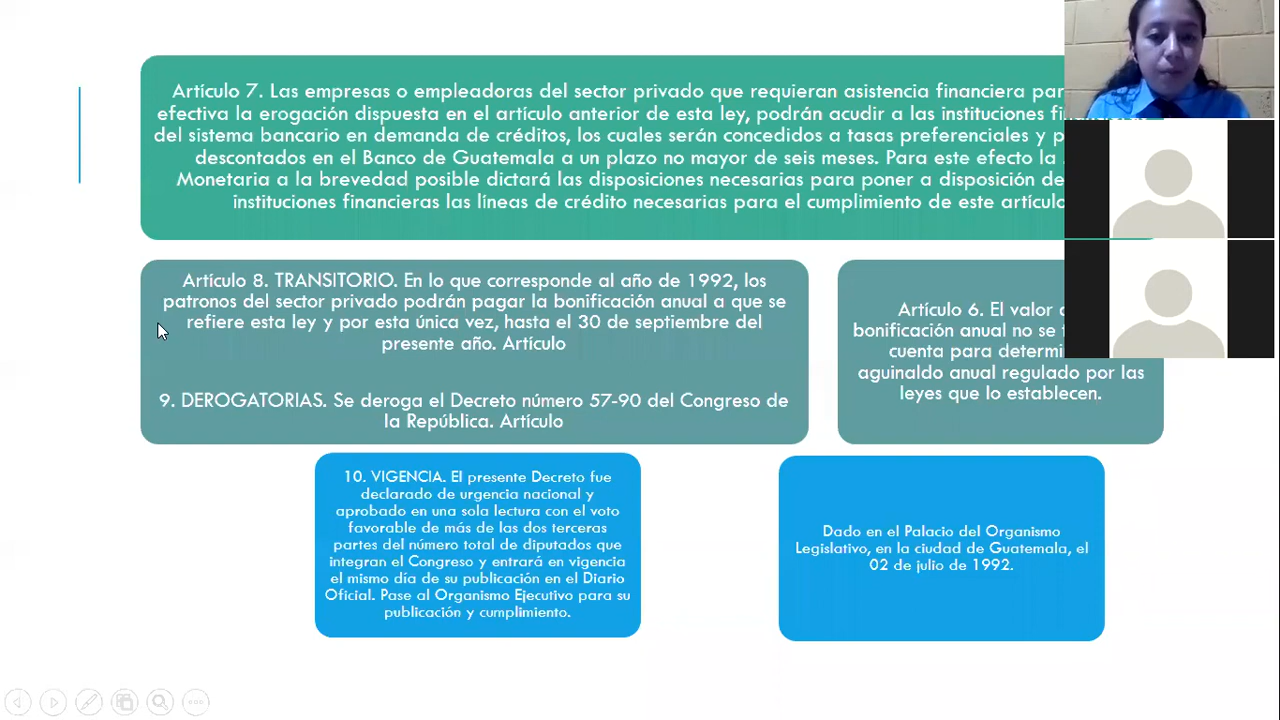 Artículo 7. Las empresas o empleadoras del sector privado que requieran asistencia financiera
efectiva la erogación dispuesta en el artículo anterior de esta ley, podrán acudir a las instituciones
del sistema bancario en demanda de créditos, los cuales serán concedidos a tasas preferenciales y
descontados en el Banco de Guatemala a un plazo no mayor de seis meses. Para este efecto la
Monetaria a la brevedad posible dictará las disposiciones necesarias para poner a disposición
instituciones financieras las líneas de crédito necesarias para el cumplimiento de este artículo
Artículo 8. TRANSITORIO. En lo que corresponde al año de 1992, los
patronos del sector privado podrán pagar la bonificación anual a que se
refiere esta ley y por esta única vez, hasta el 30 de septiembre del
presente año. Artículo
9. DEROGATORIAS. Se deroga el Decreto número 57-90 del Congreso de
la República. Artículo
Artículo 6. El valor
bonificación anual no se
cuenta para
aguinaldo anual regulado por las
leyes que lo establecen.
10. VIGENCIA. El presente Decreto fue
declarado de urgencia nacional y
aprobado en una sola lectura con el voto
favorable de más de las dos terceras
partes del número total de diputados que
integran el Congreso y entrará en vigencia
el mismo día de su publicación en el Diario
Oficial. Pase al Organismo Ejecutivo para su
publicación y cumplimiento.
Dado en el Palacio del Organismo
Legislativo, en la ciudad de Guatemala, el
02 de julio de 1992.